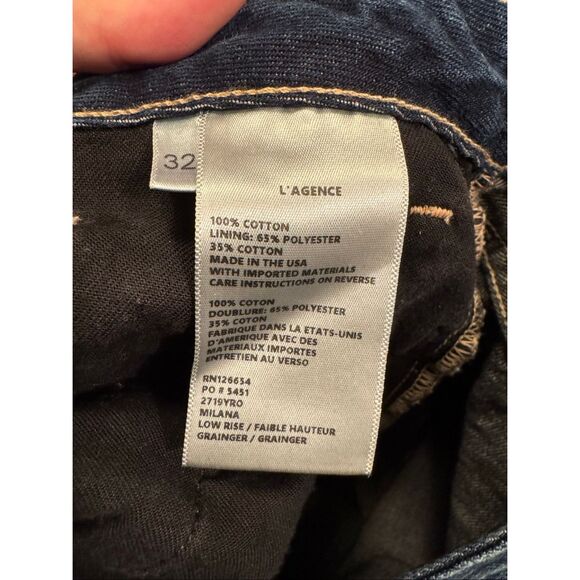 32
L'AGENCE
100% COTTON
LINING: 65% POLYESTER
35% COTTON
MADE IN THE USA
WITH IMPORTED MATERIALS
CARE INSTRUCTIONS ON REVERSE
100% COTON
DOUBLURE: 65% POLYESTER
35% COTON
FABRIQUE DANS LA ETATS-UNIS
D'AMERIQUE AVEC DES
MATERIAUX IMPORTES
ENTRETIEN AU VERSO
RN126654
PO # 5451
2719YRO
MILANA
LOW RISE / FAIBLE HAUTEUR
GRAINGER / GRAINGER